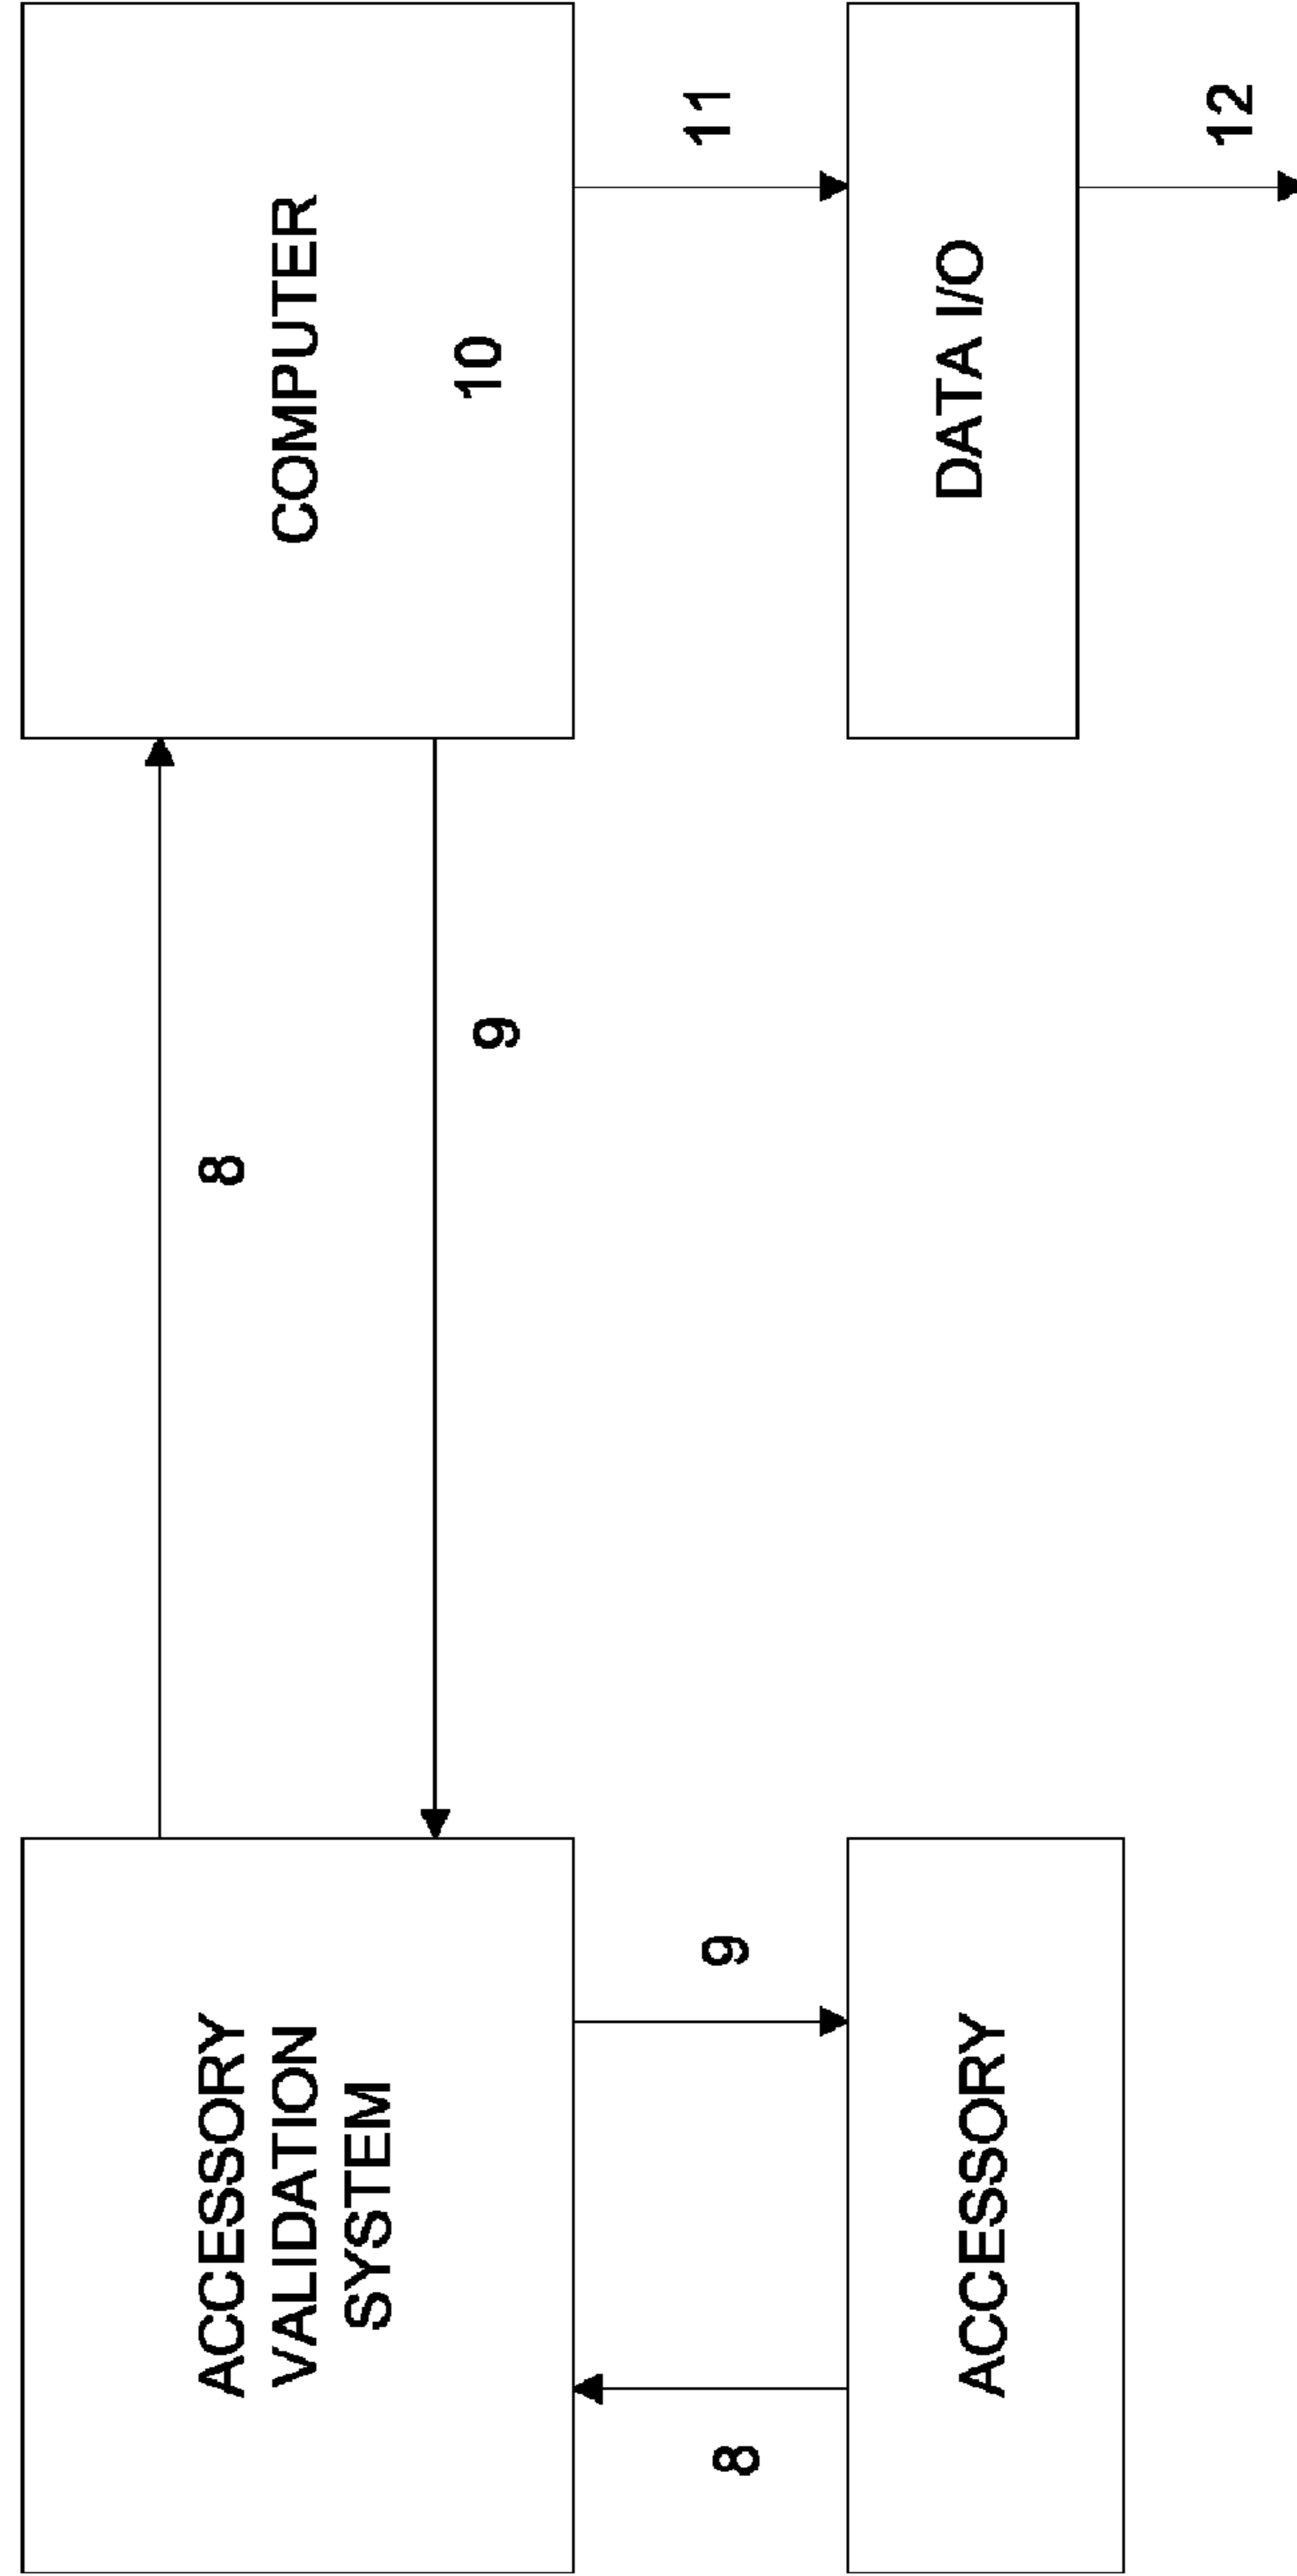 ACCESSORY
VALIDATION
SYSTEM
8
9
COMPUTER
10
8
9
11
ACCESSORY
DATA I/O
12